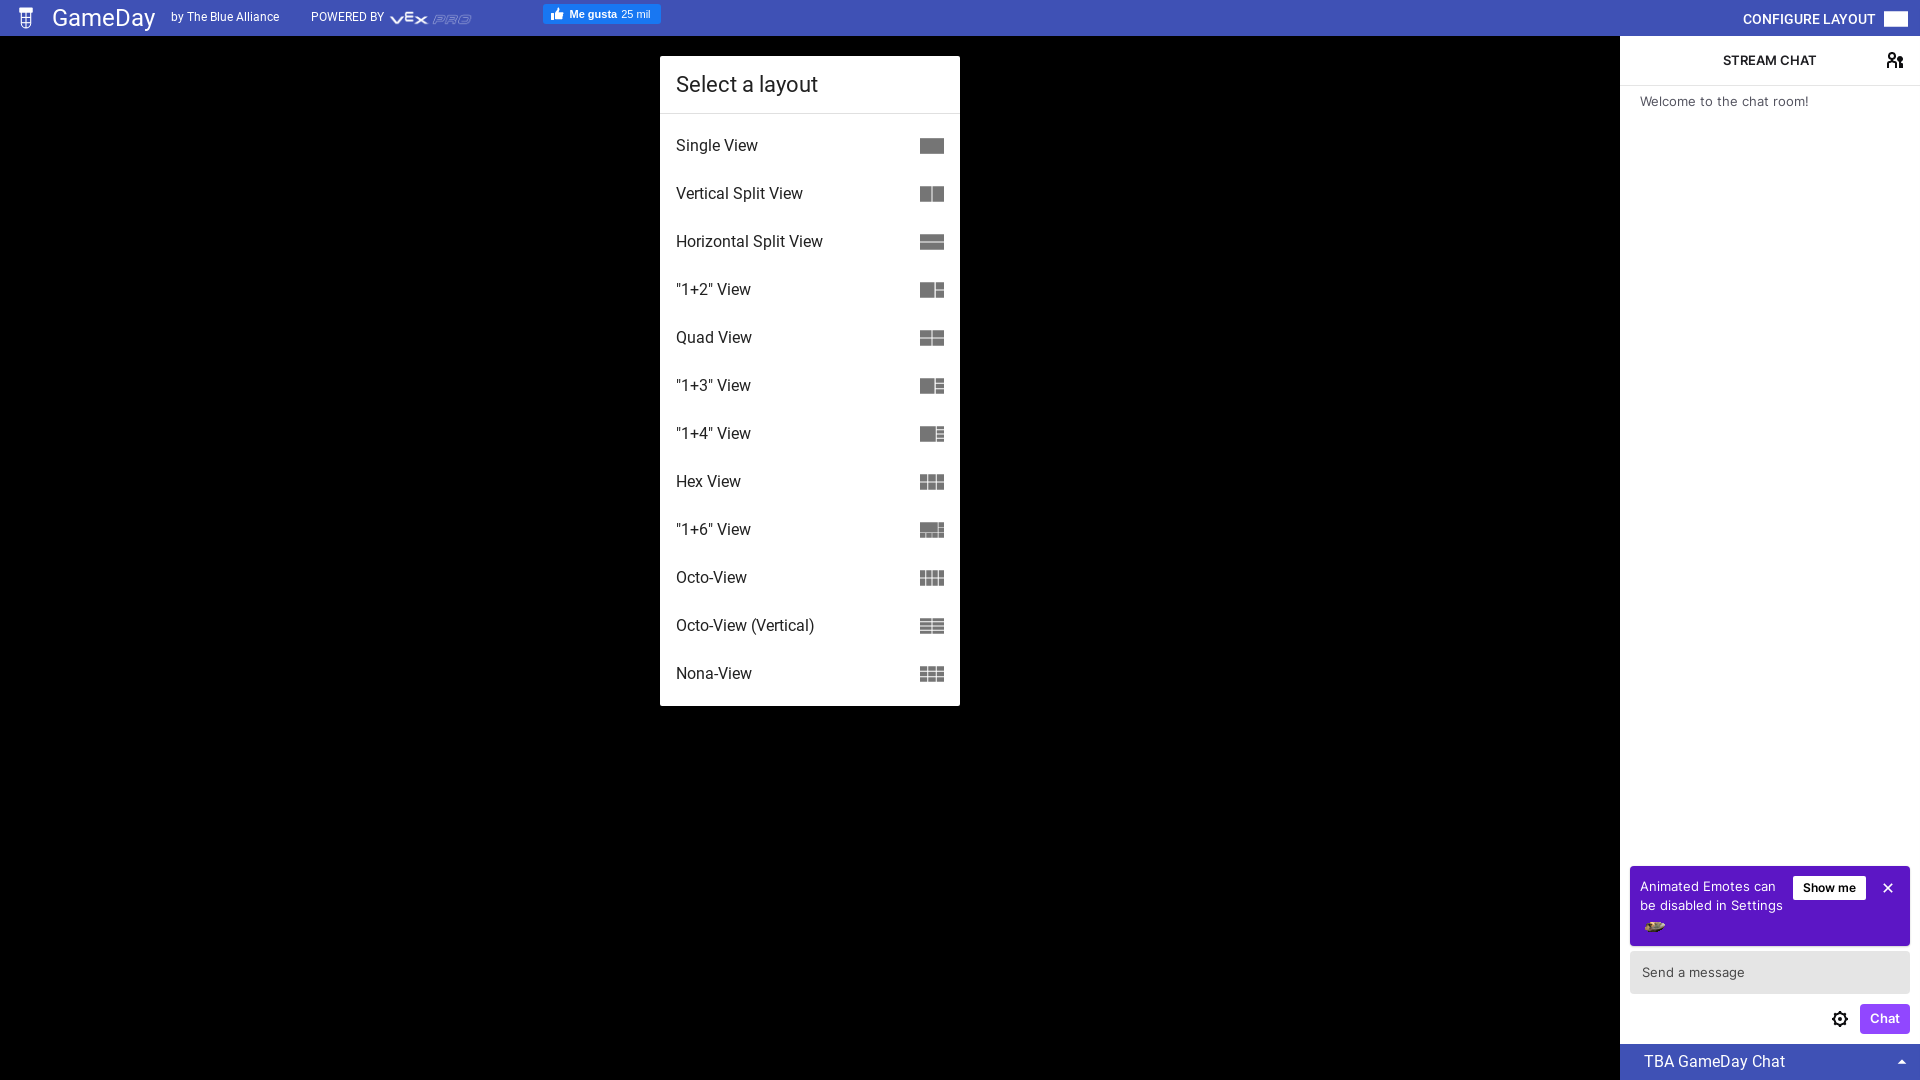 GameDay by The Blue Alliance POWERED BY VEX PRO Me gusta 25 mil CONFIGURE LAYOUT
Select a layout
Single View
Vertical Split View
Horizontal Split View
"1+2" View
Quad View
"1+3" View
"1+4" View
Hex View
"1+6" View
Octo-View
Octo-View (Vertical)
Nona-View
STREAM CHAT
Welcome to the chat room!
Animated Emotes can
be disabled in Settings
Show me
Send a message
Chat
TBA GameDay Chat